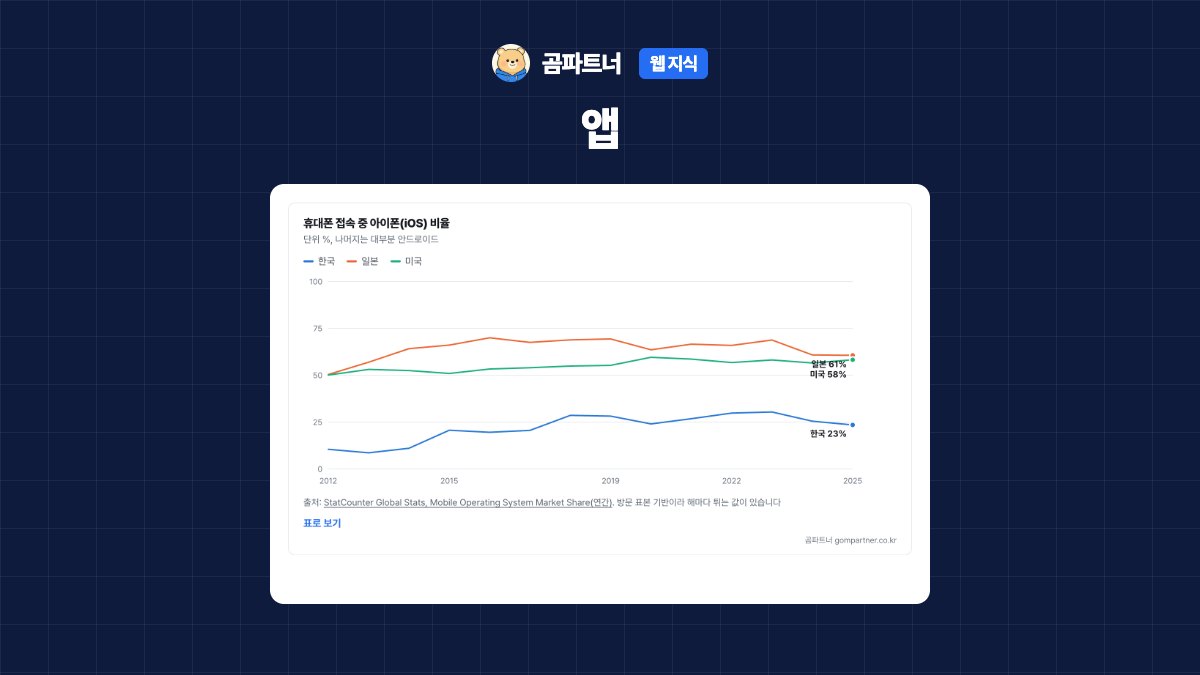 곰파트너 웹 지식
앱
휴대폰 접속 중 아이폰(iOS) 비율
단위 %, 나머지는 대부분 안드로이드
한국 일본 미국
100
75
50
25
0
일본 61%
미국 58%
한국 23%
2012 2015 2019 2022 2025
출처: StatCounter Global Stats, Mobile Operating System Market Share(연간). 방문 표본 기반이라 해마다 튀는 값이 있습니다
표로 보기
곰파트너 gompartner.co.kr